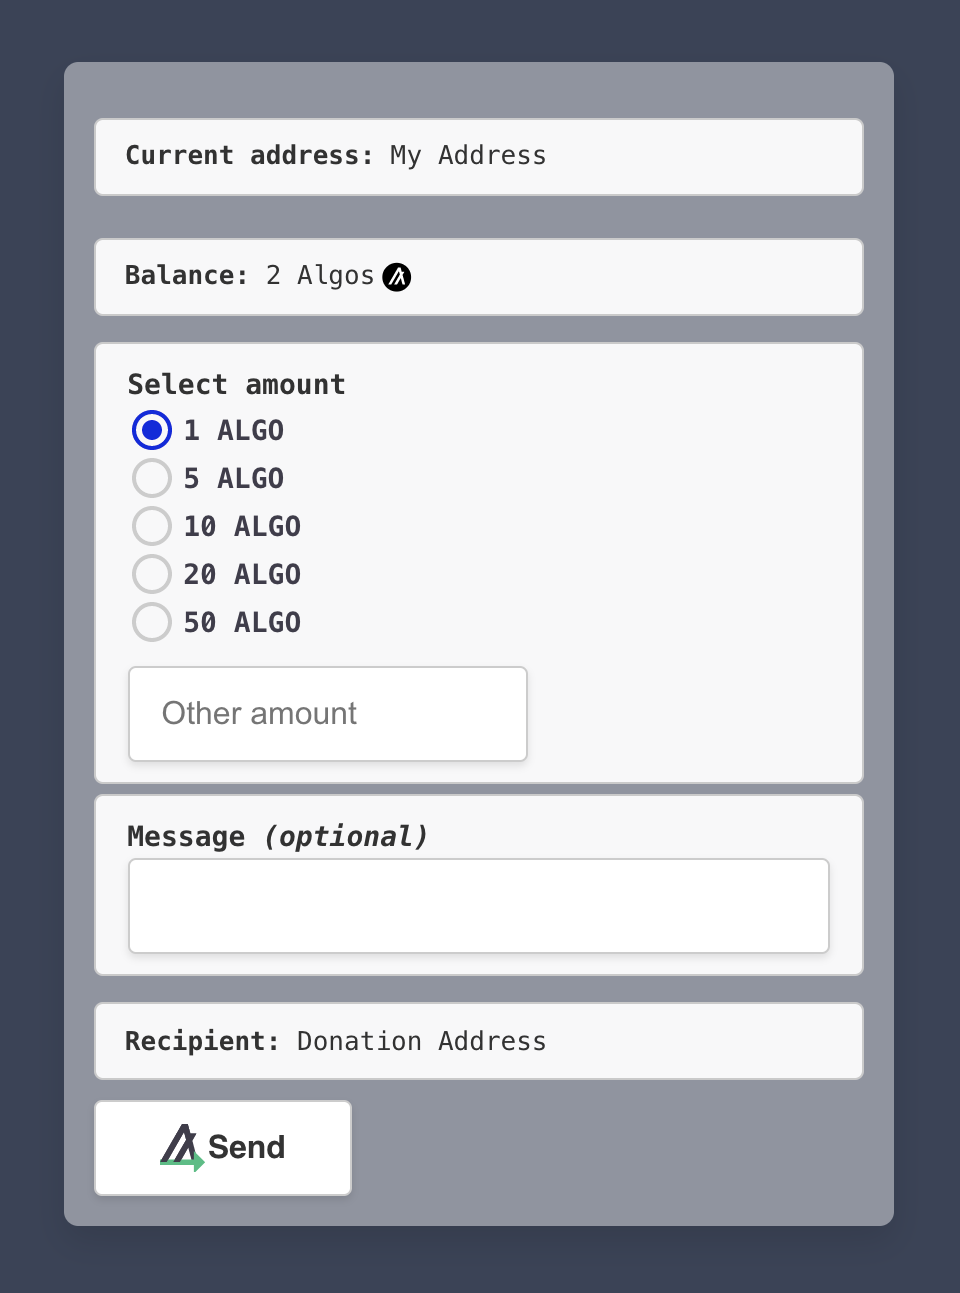 Current address: My Address
Balance: 2 Algos
Select amount
1 ALGO
5 ALGO
10 ALGO
20 ALGO
50 ALGO
Other amount
Message (optional)
Recipient: Donation Address
Send